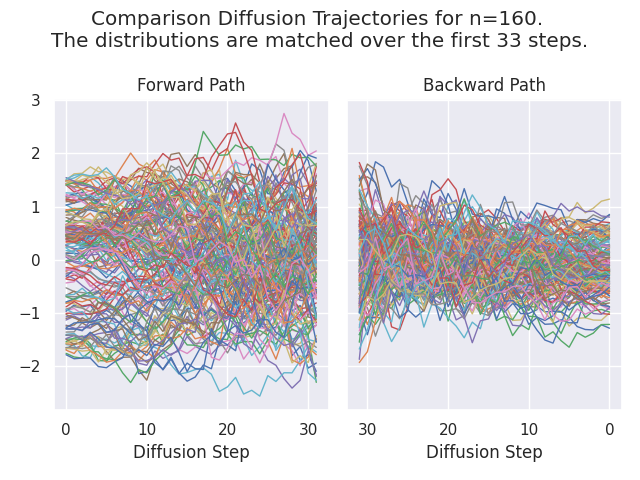 Comparison Diffusion Trajectories for n=160.
The distributions are matched over the first 33 steps.
Forward Path
Backward Path
3
2
1
0
−1
−2
0 10 20 30
30 20 10 0
Diffusion Step
Diffusion Step